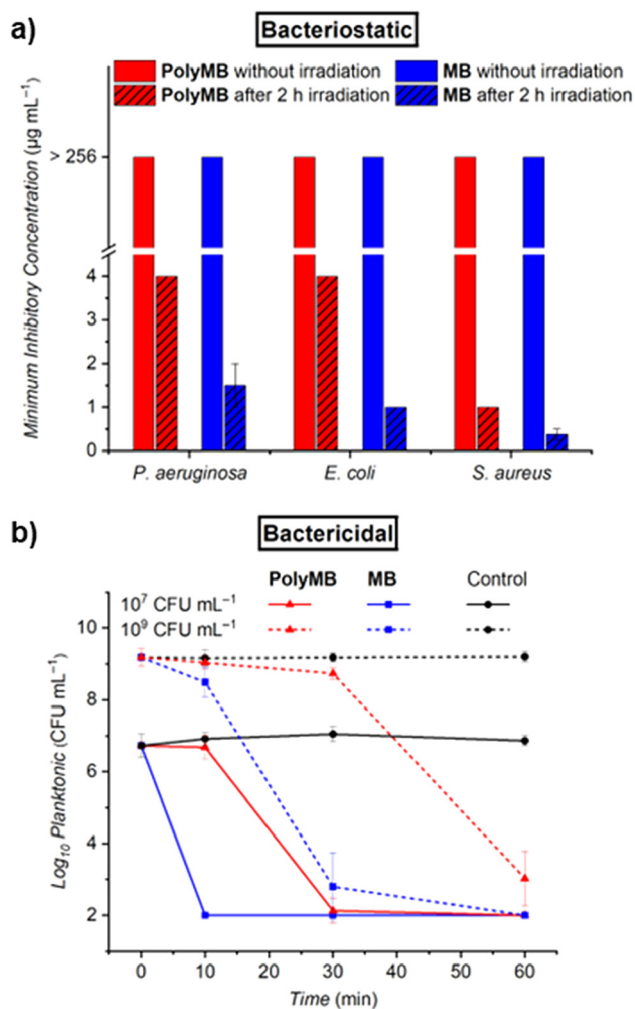 a)
Bacteriostatic
PolyMB without irradiation MB without irradiation
PolyMB after 2 h irradiation MB after 2 h irradiation
Minimum Inhibitory Concentration (µg mL⁻¹)
> 256
4
3
2
1
0
P. aeruginosa E. coli S. aureus
b)
Bactericidal
PolyMB MB Control
10⁷ CFU mL⁻¹
10⁹ CFU mL⁻¹
Log₁₀ Planktonic (CFU mL⁻¹)
10
8
6
4
2
0 10 20 30 40 50 60
Time (min)